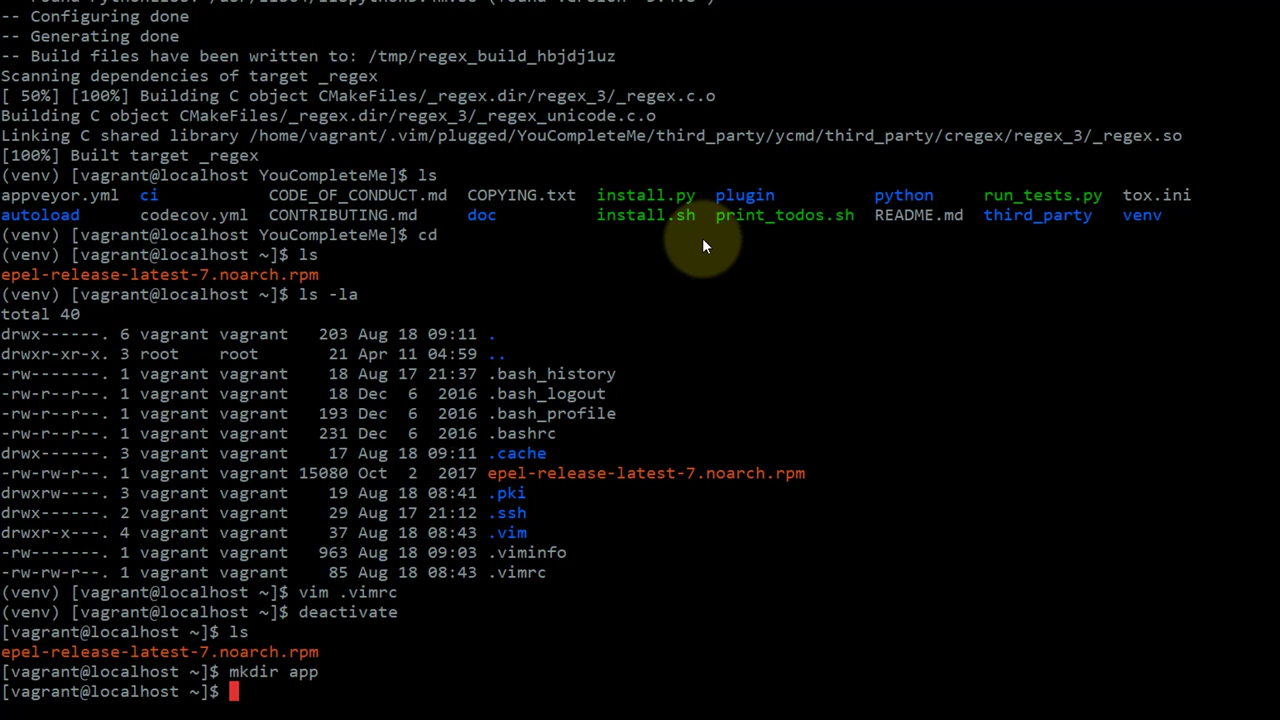 -- Configuring done
-- Generating done
-- Build files have been written to: /tmp/regex_build_hbjdj1uz
Scanning dependencies of target _regex
[ 50%] [100%] Building C object CMakeFiles/_regex.dir/regex_3/_regex.c.o
Building C object CMakeFiles/_regex.dir/regex_3/_regex_unicode.c.o
Linking C shared library /home/vagrant/.vim/plugged/YouCompleteMe/third_party/ycmd/third_party/cregex/regex_3/_regex.so
[100%] Built target _regex
(venv) [vagrant@localhost YouCompleteMe]$ ls
appveyor.yml ci CODE_OF_CONDUCT.md COPYING.txt install.py plugin python run_tests.py tox.ini
autoload codecov.yml CONTRIBUTING.md doc install.sh print_todos.sh README.md third_party venv
(venv) [vagrant@localhost YouCompleteMe]$ cd
(venv) [vagrant@localhost ~]$ ls
epel-release-latest-7.noarch.rpm
(venv) [vagrant@localhost ~]$ ls -la
total 40
drwx------. 6 vagrant vagrant 203 Aug 18 09:11 .
drwxr-xr-x. 3 root root 21 Apr 11 04:59 ..
-rw-------. 1 vagrant vagrant 18 Aug 17 21:37 .bash_history
-rw-r--r--. 1 vagrant vagrant 18 Dec 6 2016 .bash_logout
-rw-r--r--. 1 vagrant vagrant 193 Dec 6 2016 .bash_profile
-rw-r--r--. 1 vagrant vagrant 231 Dec 6 2016 .bashrc
drwx------. 3 vagrant vagrant 17 Aug 18 09:11 .cache
-rw-rw-r--. 1 vagrant vagrant 15080 Oct 2 2017 epel-release-latest-7.noarch.rpm
drwxrw----. 3 vagrant vagrant 19 Aug 18 08:41 .pki
drwx------. 2 vagrant vagrant 29 Aug 17 21:12 .ssh
drwxr-x---. 4 vagrant vagrant 37 Aug 18 08:43 .vim
-rw-------. 1 vagrant vagrant 963 Aug 18 09:03 .viminfo
-rw-rw-r--. 1 vagrant vagrant 85 Aug 18 08:43 .vimrc
(venv) [vagrant@localhost ~]$ vim .vimrc
(venv) [vagrant@localhost ~]$ deactivate
[vagrant@localhost ~]$ ls
epel-release-latest-7.noarch.rpm
[vagrant@localhost ~]$ mkdir app
[vagrant@localhost ~]$